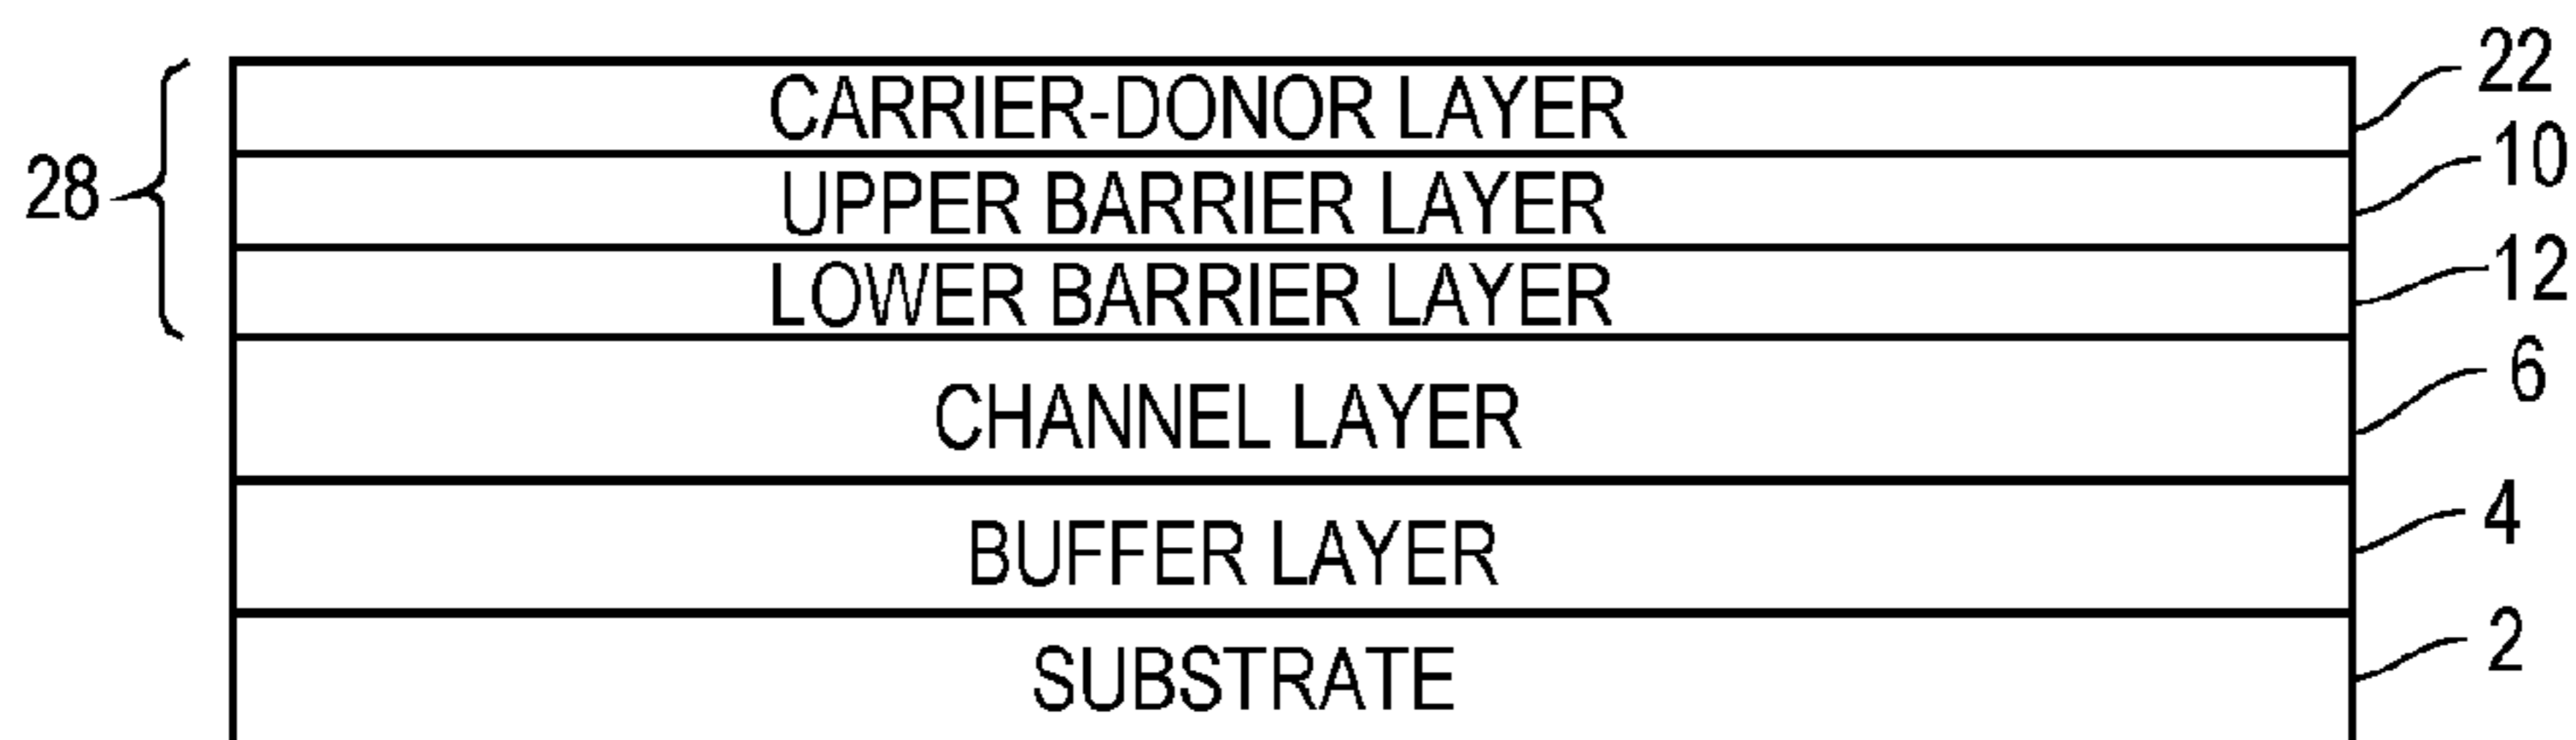 CARRIER-DONOR LAYER 22
28 UPPER BARRIER LAYER 10
LOWER BARRIER LAYER 12
CHANNEL LAYER 6
BUFFER LAYER 4
SUBSTRATE 2